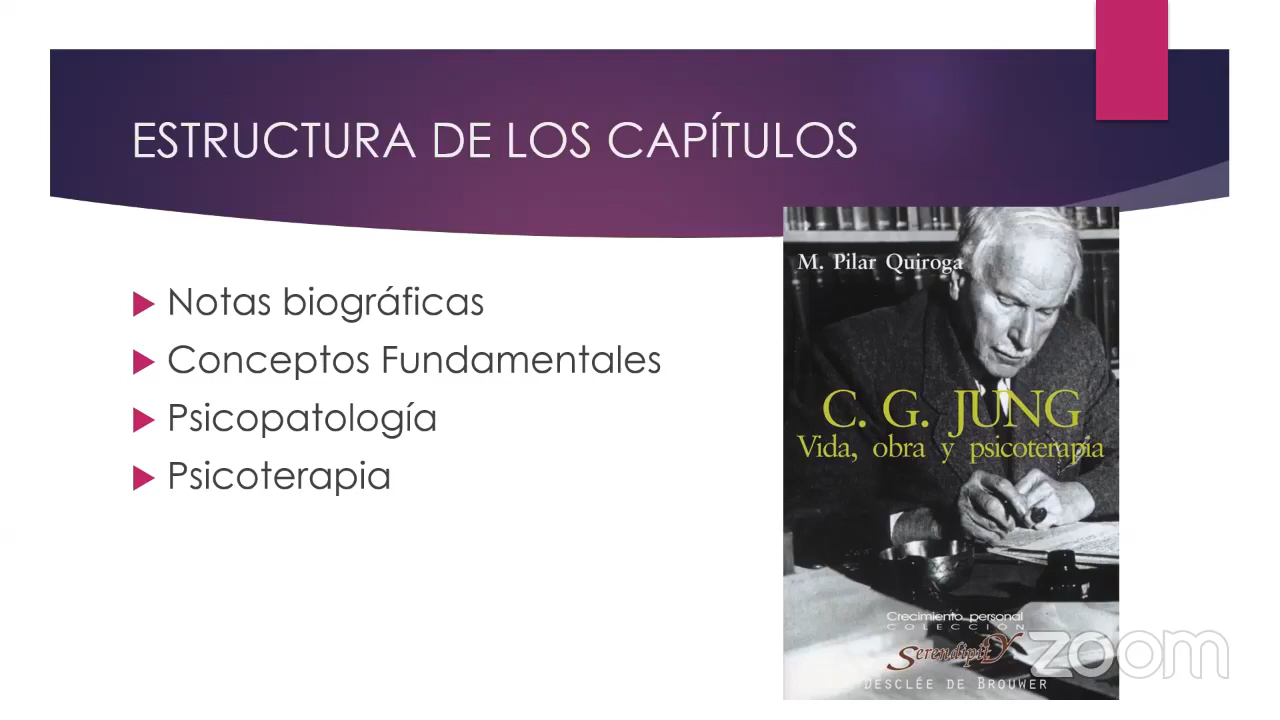 ESTRUCTURA DE LOS CAPÍTULOS
Notas biográficas
Conceptos Fundamentales
Psicopatología
Psicoterapia
M. Pilar Quiroga
C. G. JUNG
Vida, obra y psicoterapia
Crecimiento personal
COLECCIÓN
Serendipity
DESCLÉE DE BROUWER
zoom